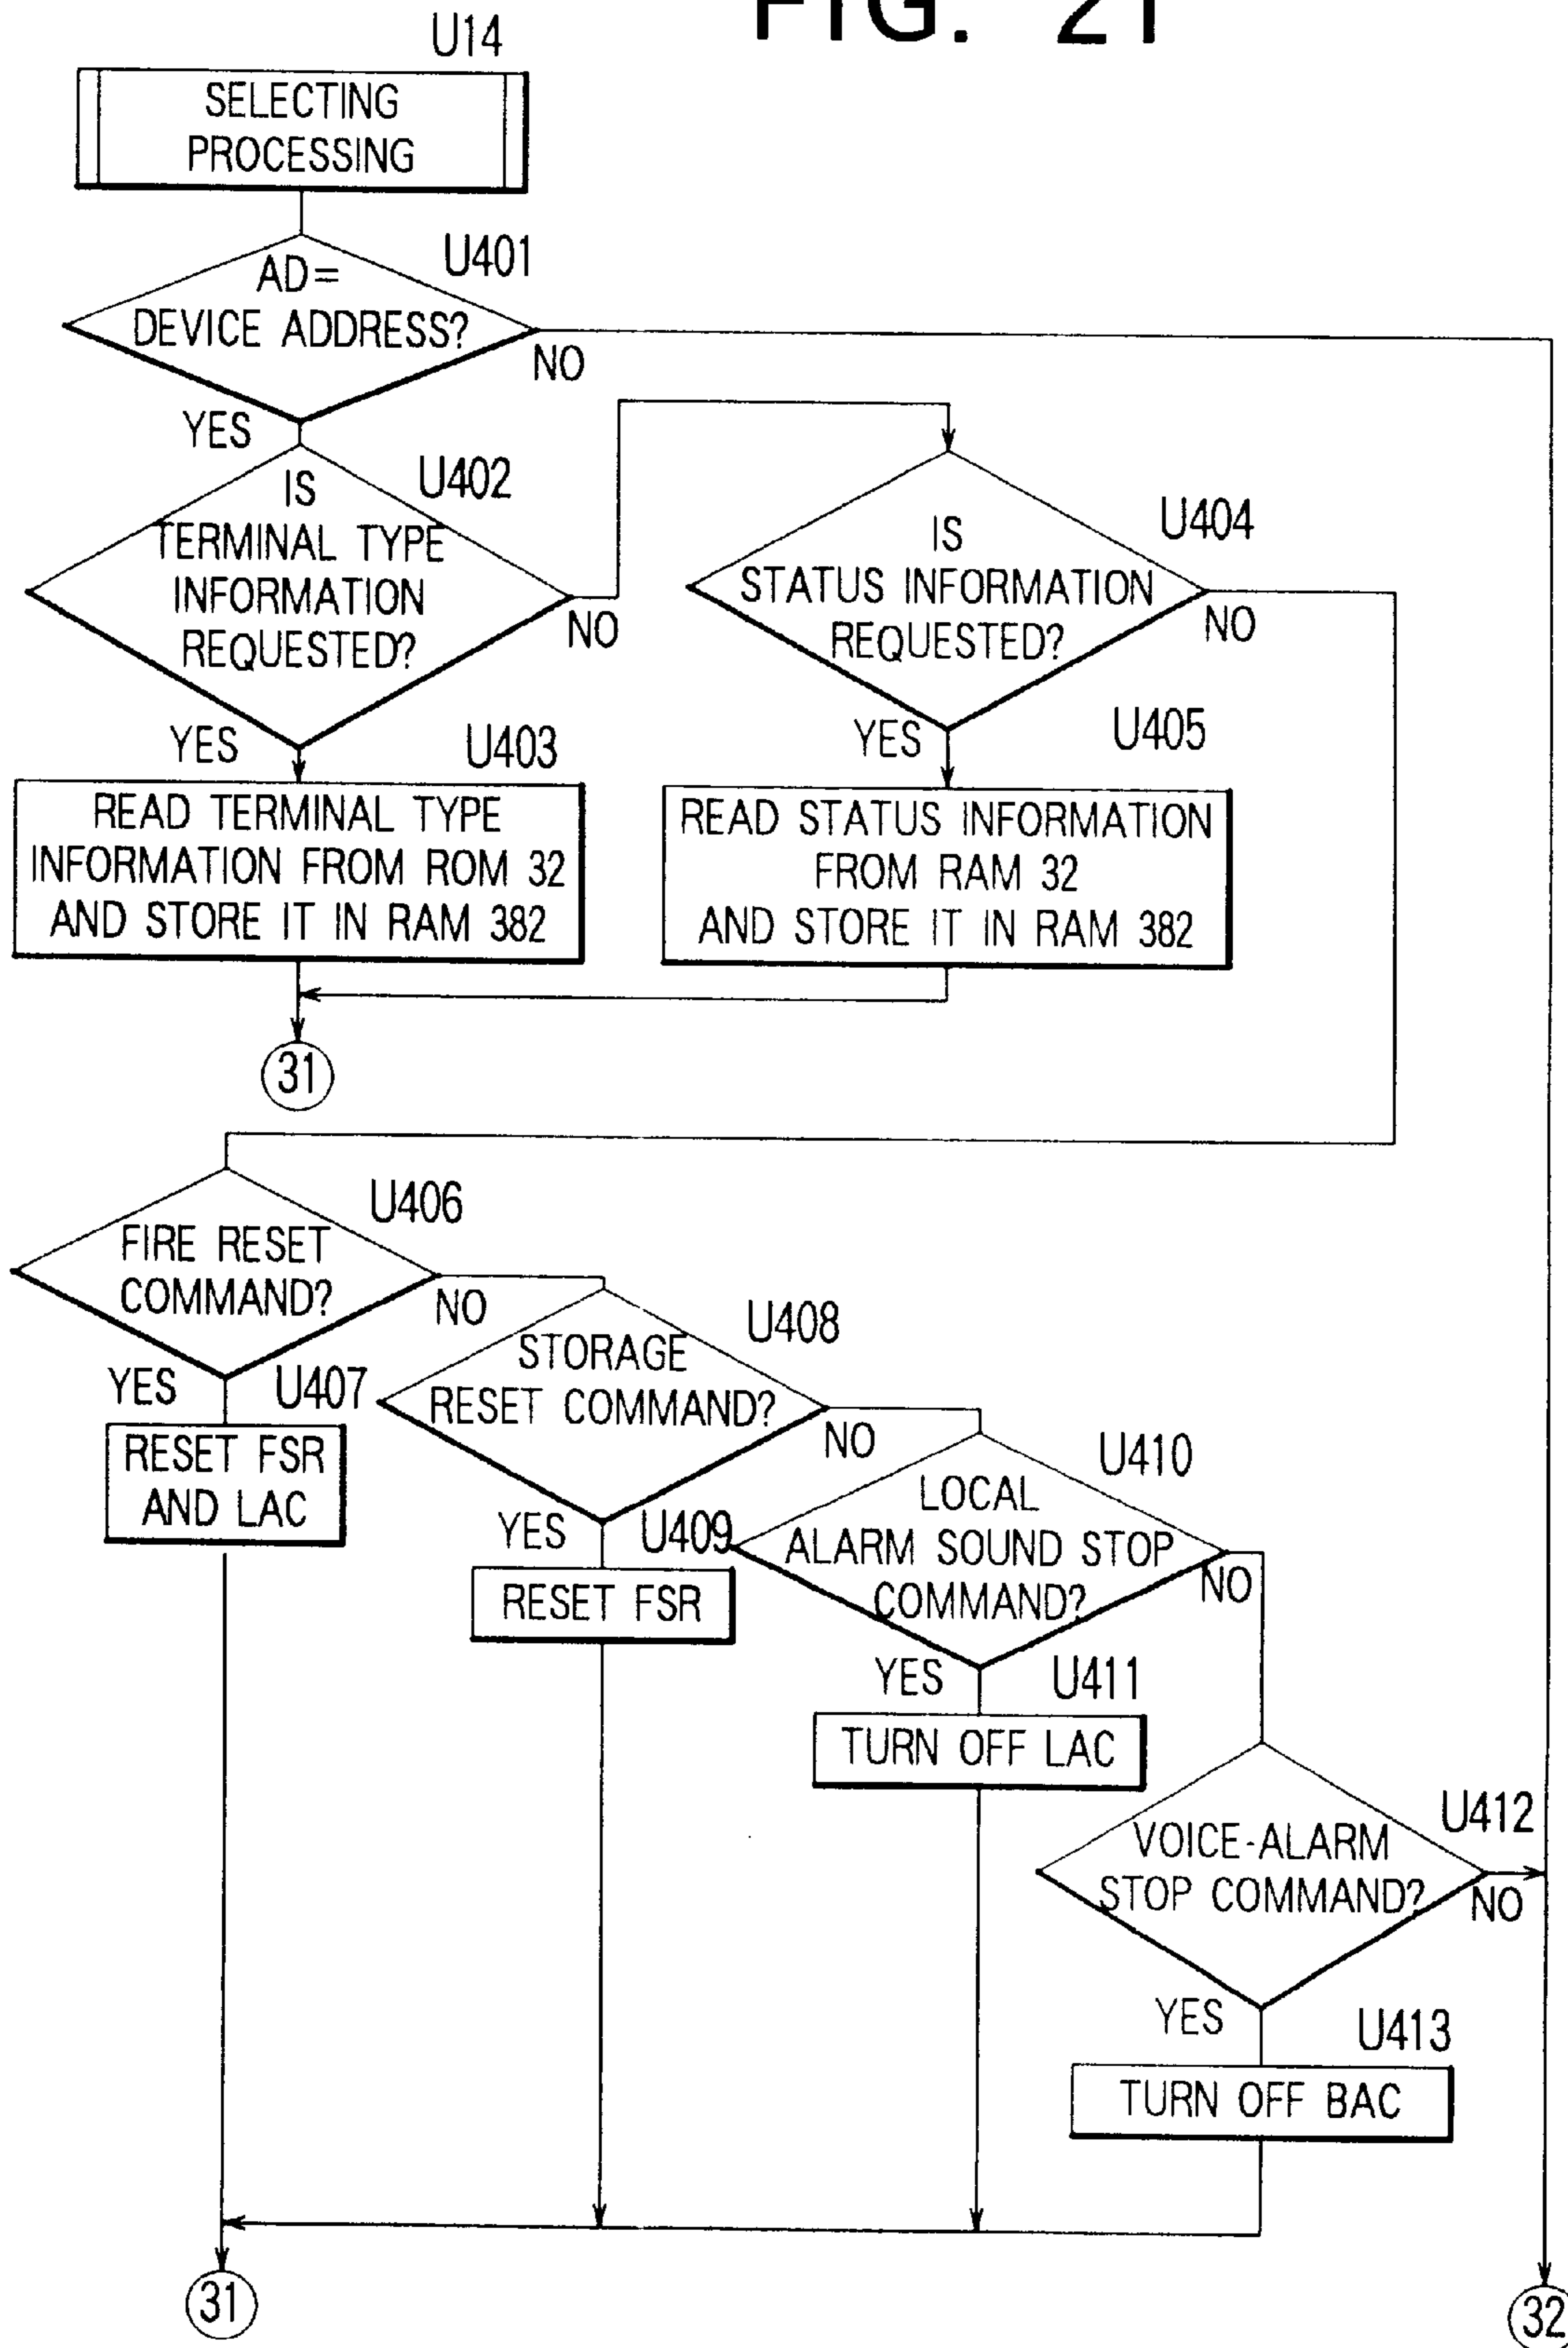 FIG. 21
U14
SELECTING
PROCESSING
U401
AD=
DEVICE ADDRESS?
NO
YES
U402
IS
TERMINAL TYPE
INFORMATION
REQUESTED?
NO
U404
IS
STATUS INFORMATION
REQUESTED?
NO
YES
U403
READ TERMINAL TYPE
INFORMATION FROM ROM 32
AND STORE IT IN RAM 382
YES
U405
READ STATUS INFORMATION
FROM RAM 32
AND STORE IT IN RAM 382
31
U406
FIRE RESET
COMMAND?
NO
YES
U407
RESET FSR
AND LAC
U408
STORAGE
RESET COMMAND?
NO
YES
U409
RESET FSR
U410
LOCAL
ALARM SOUND STOP
COMMAND?
NO
YES
U411
TURN OFF LAC
U412
VOICE-ALARM
STOP COMMAND?
NO
YES
U413
TURN OFF BAC
31
32